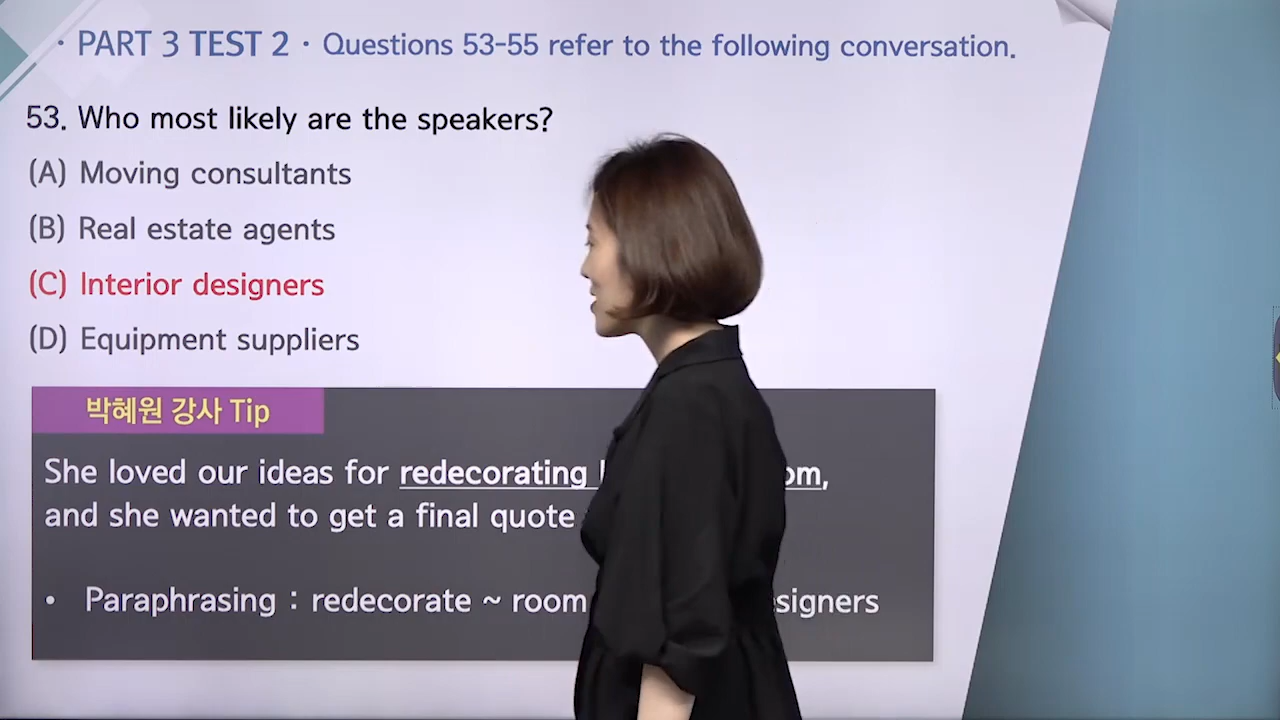 · PART 3 TEST 2 · Questions 53-55 refer to the following conversation.
53. Who most likely are the speakers?
(A) Moving consultants
(B) Real estate agents
(C) Interior designers
(D) Equipment suppliers
박혜원 강사 Tip
She loved our ideas for redecorating
and she wanted to get a final quote
• Paraphrasing : redecorate ~ room